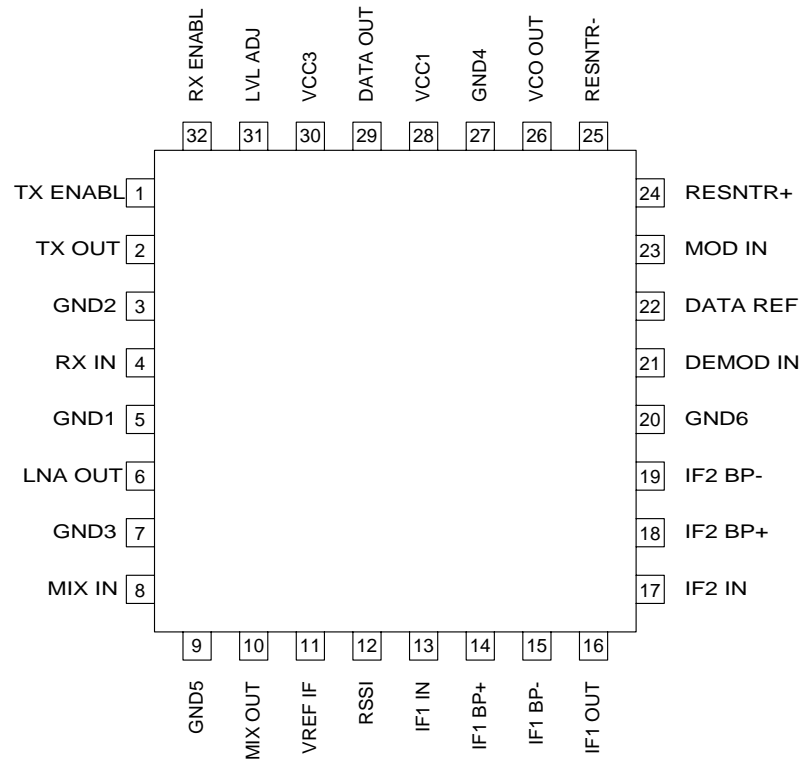 RX ENABL
LVL ADJ
VCC3
DATA OUT
VCC1
GND4
VCO OUT
RESNTR-
32 31 30 29 28 27 26 25
TX ENABL 1
TX OUT 2
GND2 3
RX IN 4
GND1 5
LNA OUT 6
GND3 7
MIX IN 8
24 RESNTR+
23 MOD IN
22 DATA REF
21 DEMOD IN
20 GND6
19 IF2 BP-
18 IF2 BP+
17 IF2 IN
9 10 11 12 13 14 15 16
GND5
MIX OUT
VREF IF
RSSI
IF1 IN
IF1 BP+
IF1 BP-
IF1 OUT